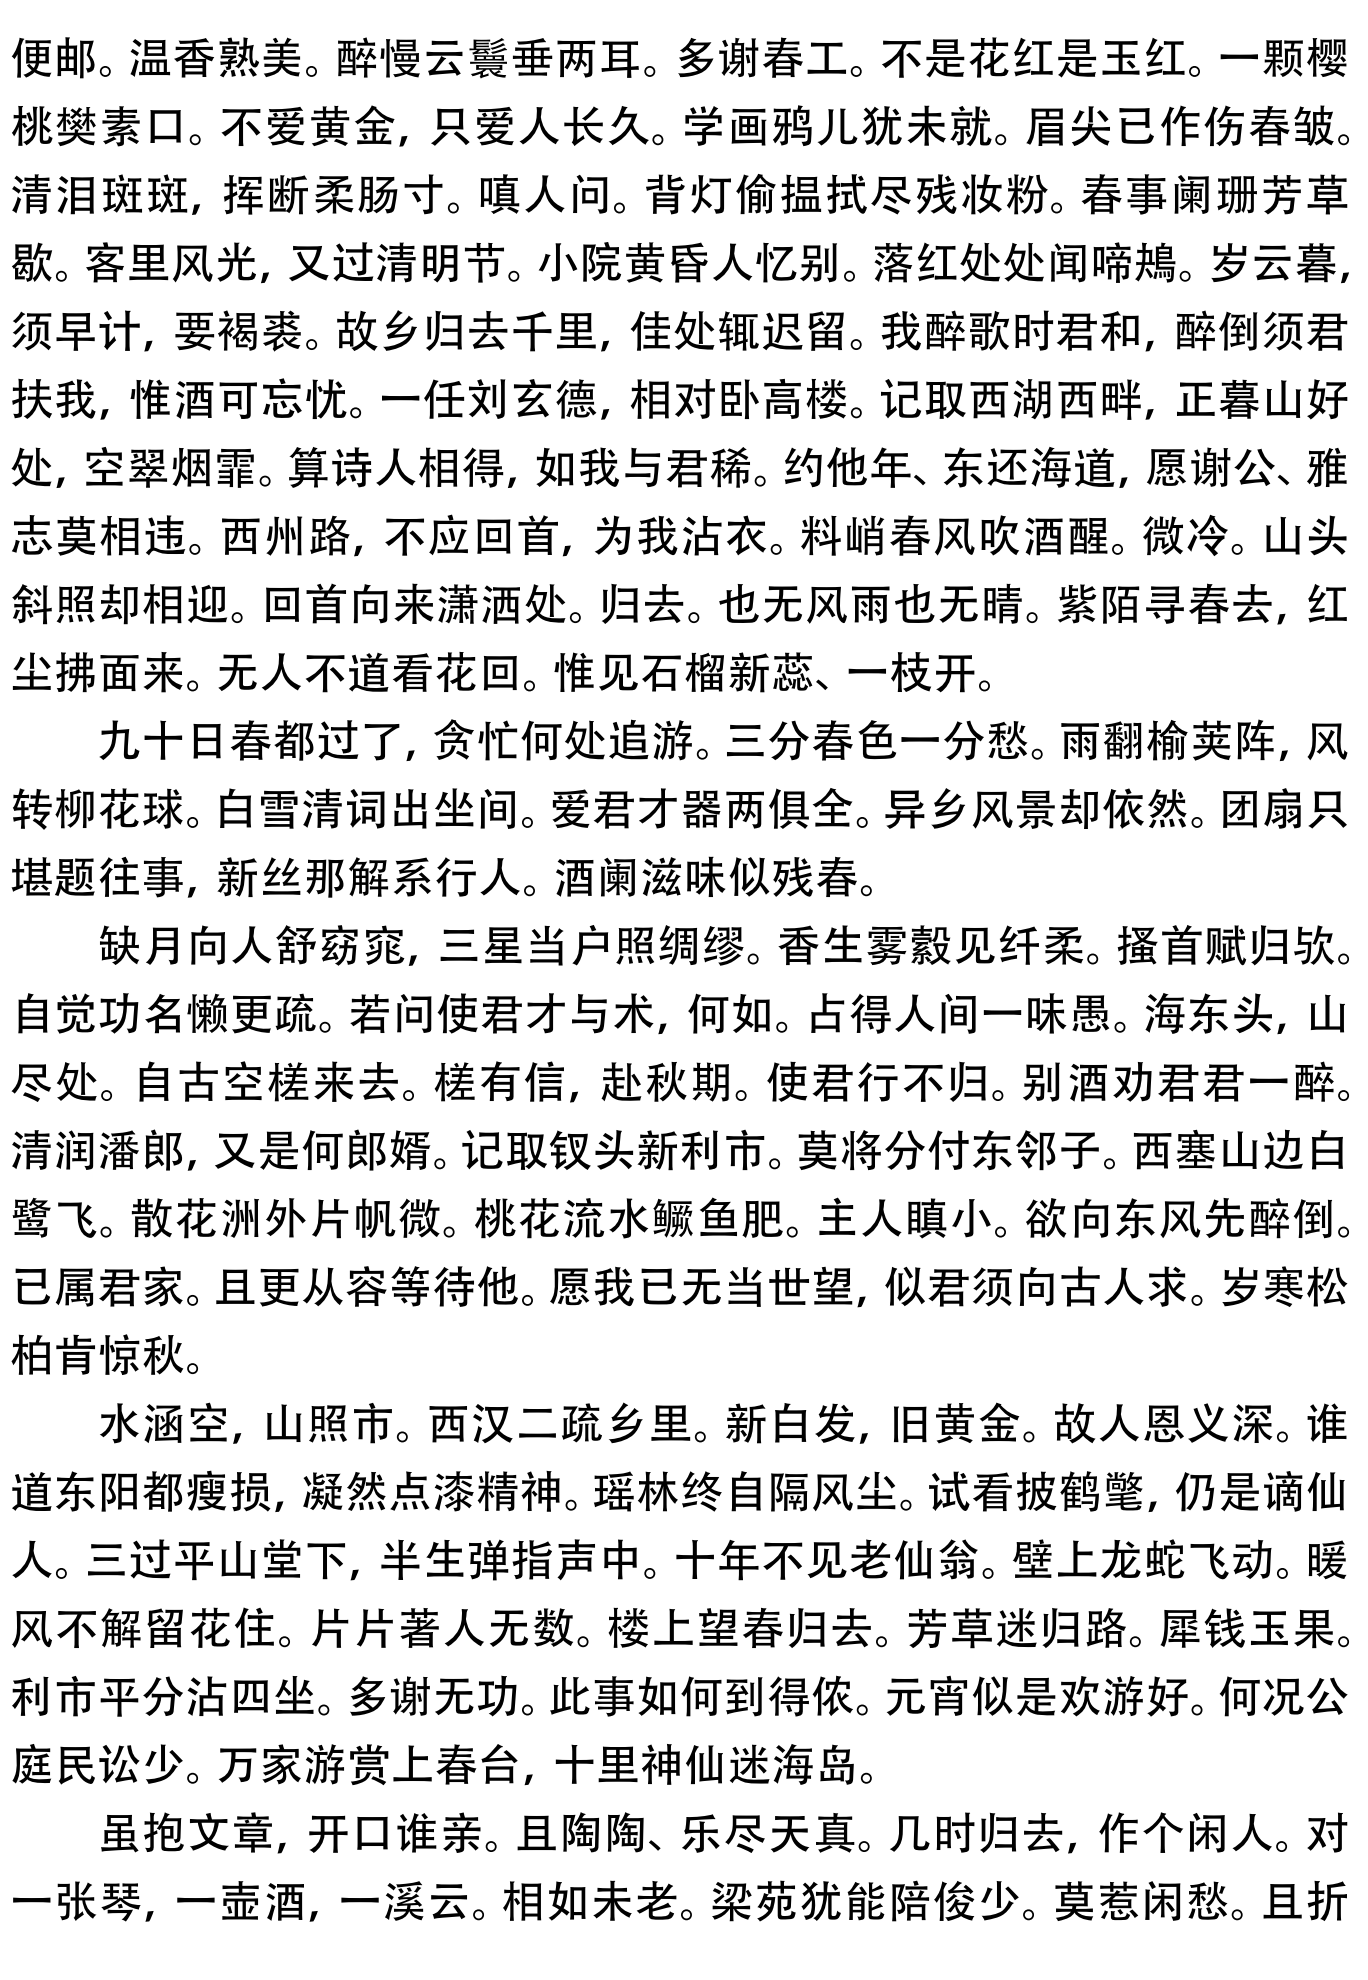 便邮。温香熟美。醉慢云鬟垂两耳。多谢春工。不是花红是玉红。一颗樱
桃樊素口。不爱黄金，只爱人长久。学画鸦儿犹未就。眉尖已作伤春皱。
清泪斑斑，挥断柔肠寸。嗔人问。背灯偷揾拭尽残妆粉。春事阑珊芳草
歇。客里风光，又过清明节。小院黄昏人忆别。落红处处闻啼鴂。岁云暮，
须早计，要褐裘。故乡归去千里，佳处辄迟留。我醉歌时君和，醉倒须君
扶我，惟酒可忘忧。一任刘玄德，相对卧高楼。记取西湖西畔，正暮山好
处，空翠烟霏。算诗人相得，如我与君稀。约他年、东还海道，愿谢公、雅
志莫相违。西州路，不应回首，为我沾衣。料峭春风吹酒醒。微冷。山头
斜照却相迎。回首向来潇洒处。归去。也无风雨也无晴。紫陌寻春去，红
尘拂面来。无人不道看花回。惟见石榴新蕊、一枝开。
九十日春都过了，贪忙何处追游。三分春色一分愁。雨翻榆荚阵，风
转柳花球。白雪清词出坐间。爱君才器两俱全。异乡风景却依然。团扇只
堪题往事，新丝那解系行人。酒阑滋味似残春。
缺月向人舒窈窕，三星当户照绸缪。香生雾縠见纤柔。搔首赋归欤。
自觉功名懒更疏。若问使君才与术，何如。占得人间一味愚。海东头，山
尽处。自古空槎来去。槎有信，赴秋期。使君行不归。别酒劝君君一醉。
清润潘郎，又是何郎婿。记取钗头新利市。莫将分付东邻子。西塞山边白
鹭飞。散花洲外片帆微。桃花流水鳜鱼肥。主人瞋小。欲向东风先醉倒。
已属君家。且更从容等待他。愿我已无当世望，似君须向古人求。岁寒松
柏肯惊秋。
水涵空，山照市。西汉二疏乡里。新白发，旧黄金。故人恩义深。谁
道东阳都瘦损，凝然点漆精神。瑶林终自隔风尘。试看披鹤氅，仍是谪仙
人。三过平山堂下，半生弹指声中。十年不见老仙翁。壁上龙蛇飞动。暖
风不解留花住。片片著人无数。楼上望春归去。芳草迷归路。犀钱玉果。
利市平分沾四坐。多谢无功。此事如何到得侬。元宵似是欢游好。何况公
庭民讼少。万家游赏上春台，十里神仙迷海岛。
虽抱文章，开口谁亲。且陶陶、乐尽天真。几时归去，作个闲人。对
一张琴，一壶酒，一溪云。相如未老。梁苑犹能陪俊少。莫惹闲愁。且折